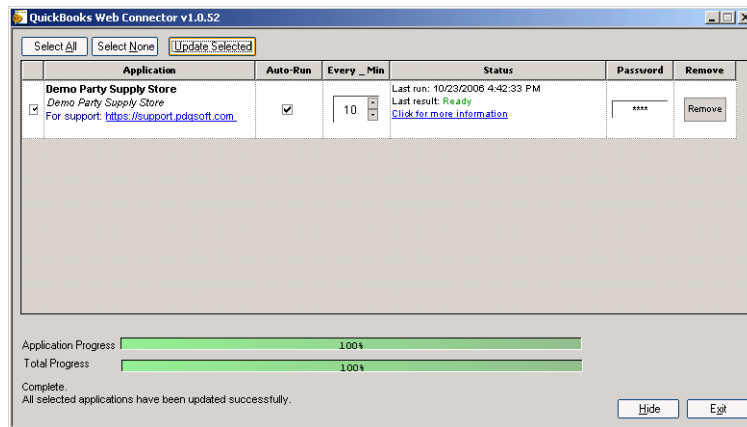 QuickBooks Web Connector v1.0.52
Select All Select None Update Selected
Application Auto-Run Every _ Min Status Password Remove
Demo Party Supply Store
Demo Party Supply Store
For support: https://support.pdqsoft.com
10
Last run: 10/23/2006 4:42:33 PM
Last result: Ready
Click for more information
****
Remove
Application Progress 100%
Total Progress 100%
Complete.
All selected applications have been updated successfully.
Hide Exit